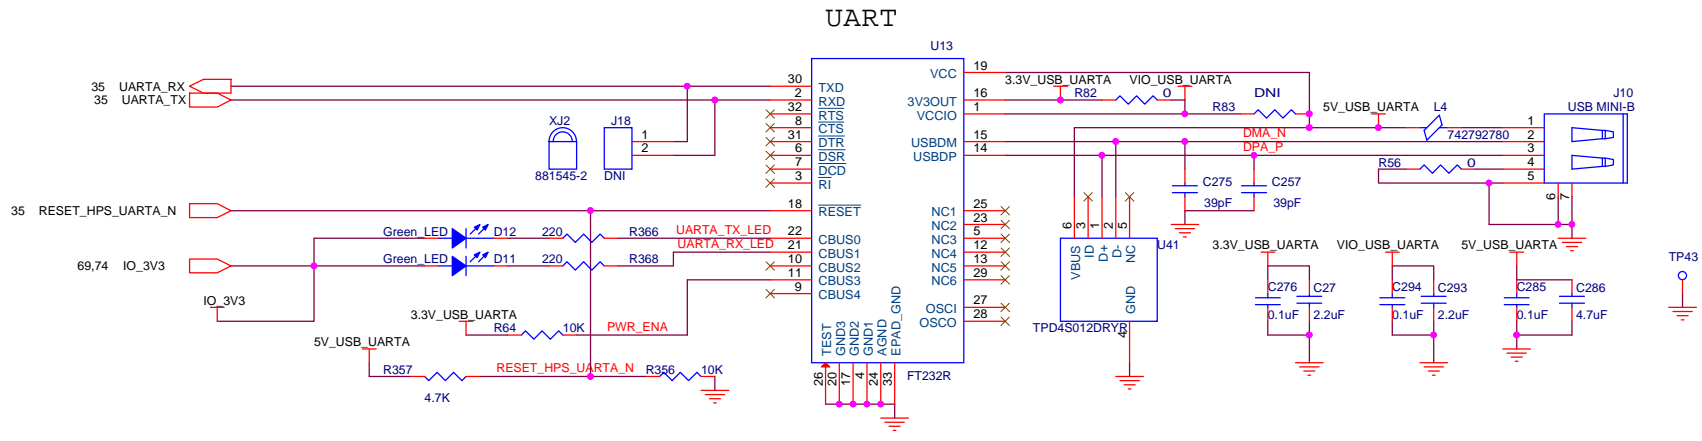 UART
U13
35 UARTA_RX
35 UARTA_TX
30 TXD
2 RXD
32 RTS
8 CTS
31 DTR
6 DSR
7 DCD
3 RI
18 RESET
22 CBUS0
21 CBUS1
10 CBUS2
11 CBUS3
9 CBUS4
VCC 19
3V3OUT 16
VCCIO 1
USBDM 15
USBDP 14
NC1 25
NC2 23
NC3 5
NC4 12
NC5 13
NC6 29
OSCI 27
OSCO 28
TEST 26
GND3 20
GND2 17
GND1 4
AGND 24
EPAD_GND 33
FT232R
XJ2
881545-2
J18
1
2
DNI
35 RESET_HPS_UARTA_N
Green_LED D12 220 R366 UARTA_TX_LED
Green_LED D11 220 R368 UARTA_RX_LED
69,74 IO_3V3
IO_3V3
3.3V_USB_UARTA
R64 10K PWR_ENA
5V_USB_UARTA
R357
4.7K
RESET_HPS_UARTA_N
R356 10K
3.3V_USB_UARTA
VIO_USB_UARTA
R82 0
R83 DNI
5V_USB_UARTA
L4
742792780
J10
USB MINI-B
1
2
3
4
5
6
7
DMA_N
DPA_P
R56 0
C275
39pF
C257
39pF
6 VBUS
3 ID
1 D+
2 D-
5 NC
U41
GND
4
TPD4S012DRYR
3.3V_USB_UARTA
C276
0.1uF
C27
2.2uF
VIO_USB_UARTA
C294
0.1uF
C293
2.2uF
5V_USB_UARTA
C285
0.1uF
C286
4.7uF
TP43